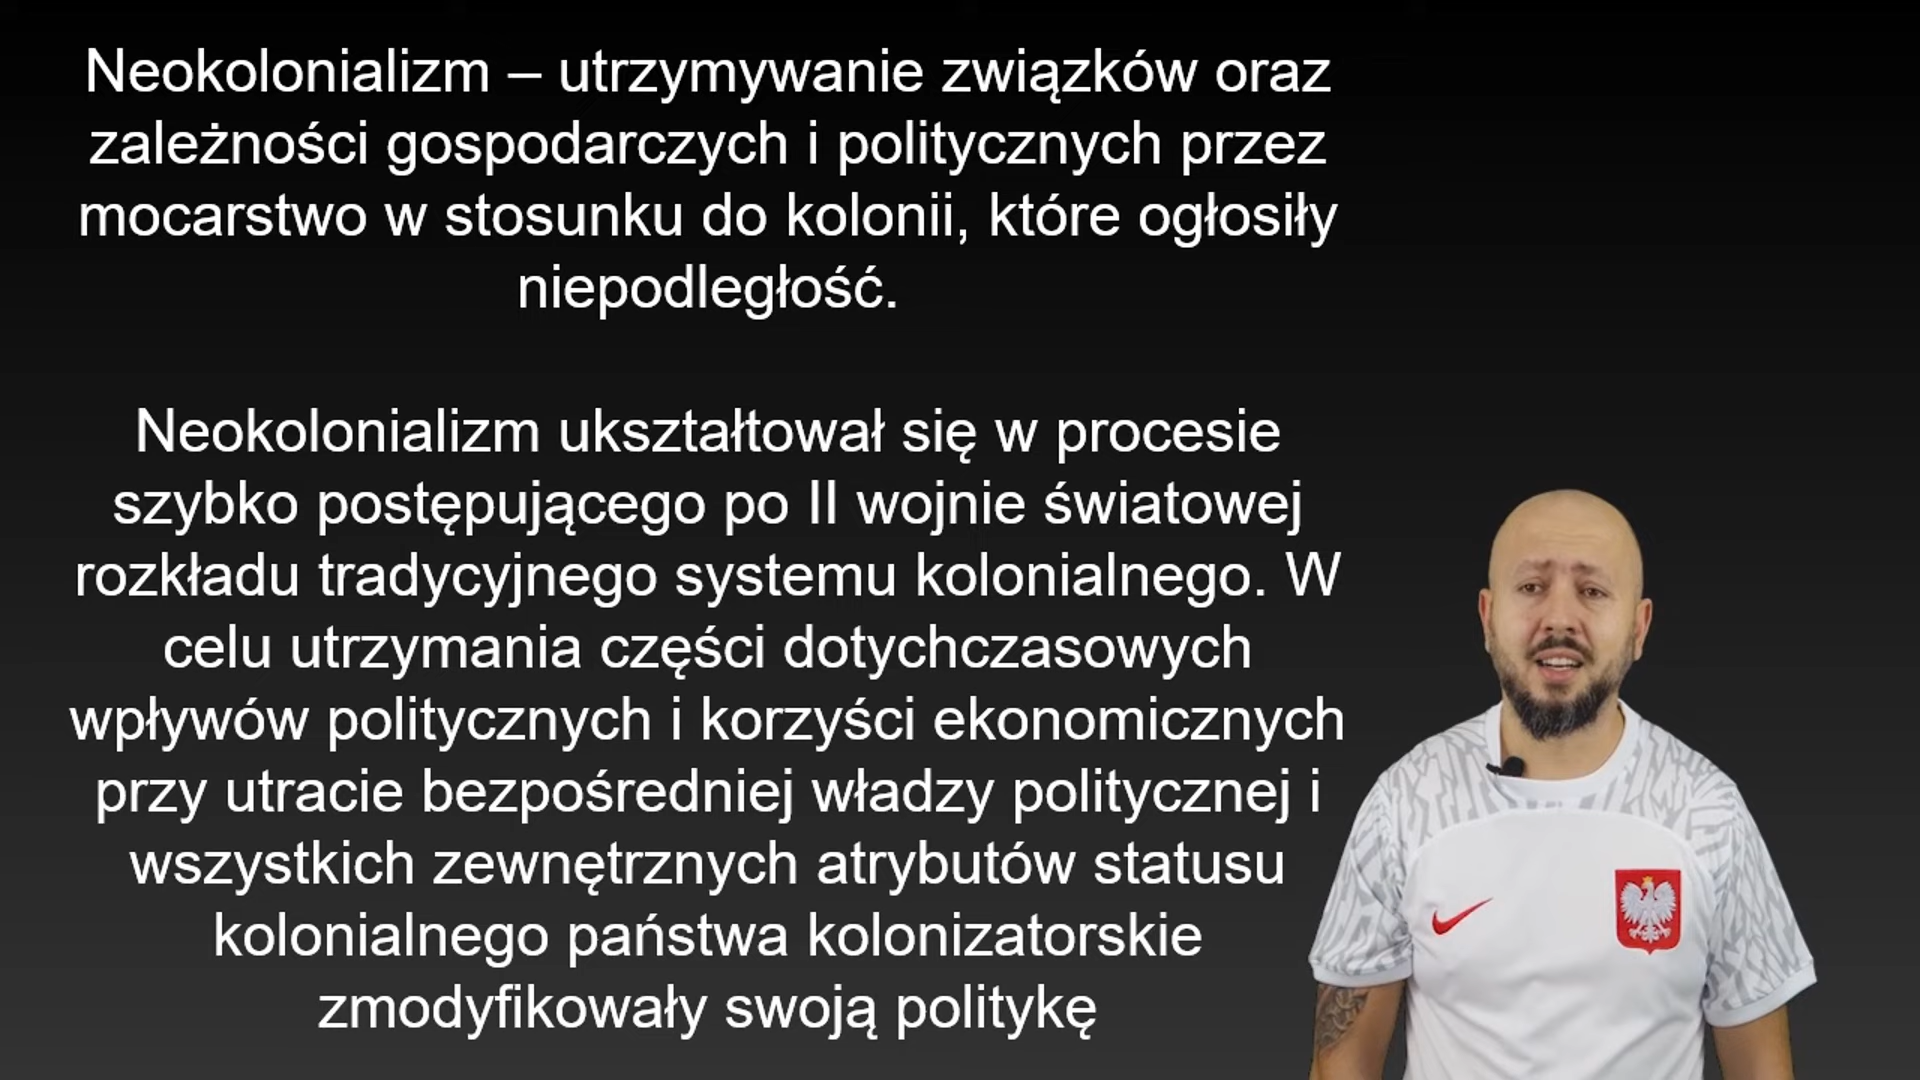 Neokolonializm – utrzymywanie związków oraz
zależności gospodarczych i politycznych przez
mocarstwo w stosunku do kolonii, które ogłosiły
niepodległość.
Neokolonializm ukształtował się w procesie
szybko postępującego po II wojnie światowej
rozkładu tradycyjnego systemu kolonialnego. W
celu utrzymania części dotychczasowych
wpływów politycznych i korzyści ekonomicznych
przy utracie bezpośredniej władzy politycznej i
wszystkich zewnętrznych atrybutów statusu
kolonialnego państwa kolonizatorskie
zmodyfikowały swoją politykę